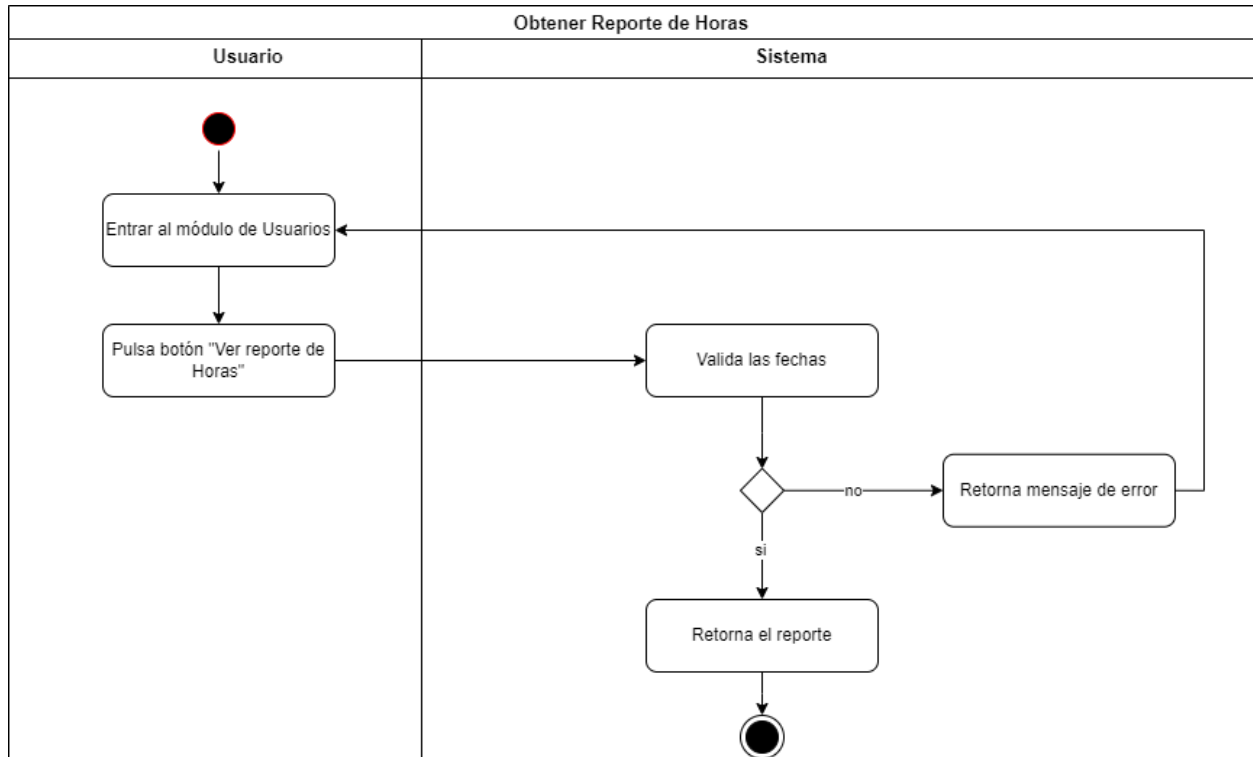 Obtener Reporte de Horas
Usuario
Sistema
Entrar al módulo de Usuarios
Pulsa botón "Ver reporte de
Horas"
Valida las fechas
no
Retorna mensaje de error
si
Retorna el reporte